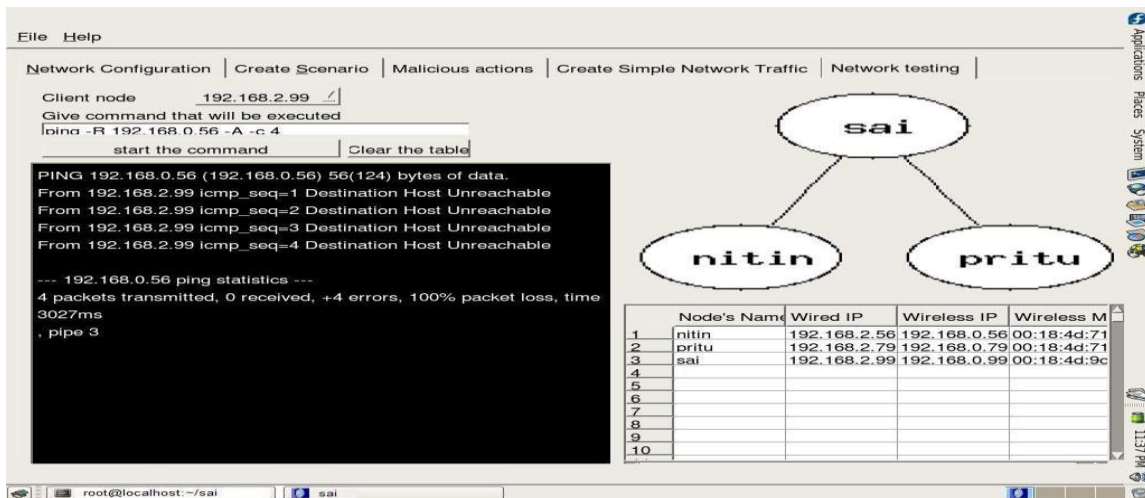 File Help
Network Configuration Create Scenario Malicious actions Create Simple Network Traffic Network testing
Client node 192.168.2.99
Give command that will be executed
ping -R 192.168.0.56 -A -c 4
start the command Clear the table
PING 192.168.0.56 (192.168.0.56) 56(124) bytes of data.
From 192.168.2.99 icmp_seq=1 Destination Host Unreachable
From 192.168.2.99 icmp_seq=2 Destination Host Unreachable
From 192.168.2.99 icmp_seq=3 Destination Host Unreachable
From 192.168.2.99 icmp_seq=4 Destination Host Unreachable
--- 192.168.0.56 ping statistics ---
4 packets transmitted, 0 received, +4 errors, 100% packet loss, time
3027ms
, pipe 3
sai
nitin pritu
Node's Name Wired IP Wireless IP Wireless M
1 nitin 192.168.2.56 192.168.0.56 00:18:4d:71
2 pritu 192.168.2.79 192.168.0.79 00:18:4d:71
3 sai 192.168.2.99 192.168.0.99 00:18:4d:9c
4
5
6
7
8
9
10
Applications Places System
11:37 PM
root@localhost:~/sai sai